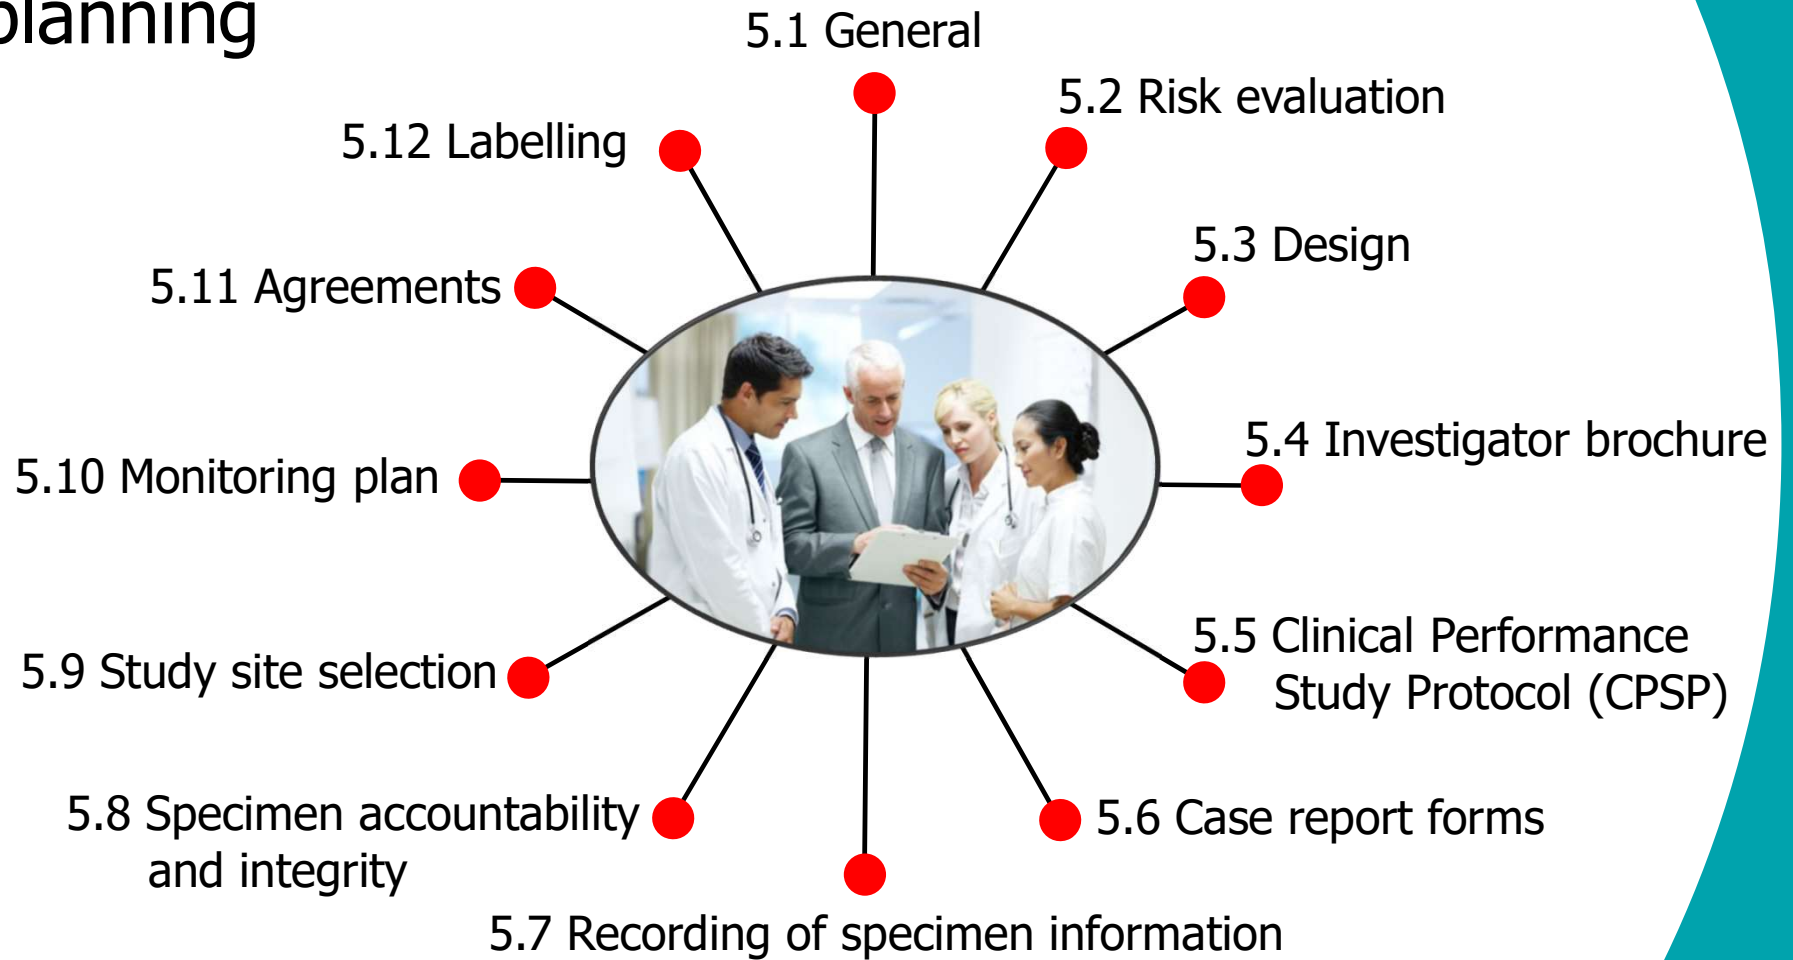 planning
5.1 General
5.2 Risk evaluation
5.3 Design
5.4 Investigator brochure
5.5 Clinical Performance
Study Protocol (CPSP)
5.6 Case report forms
5.7 Recording of specimen information
5.8 Specimen accountability
and integrity
5.9 Study site selection
5.10 Monitoring plan
5.11 Agreements
5.12 Labelling